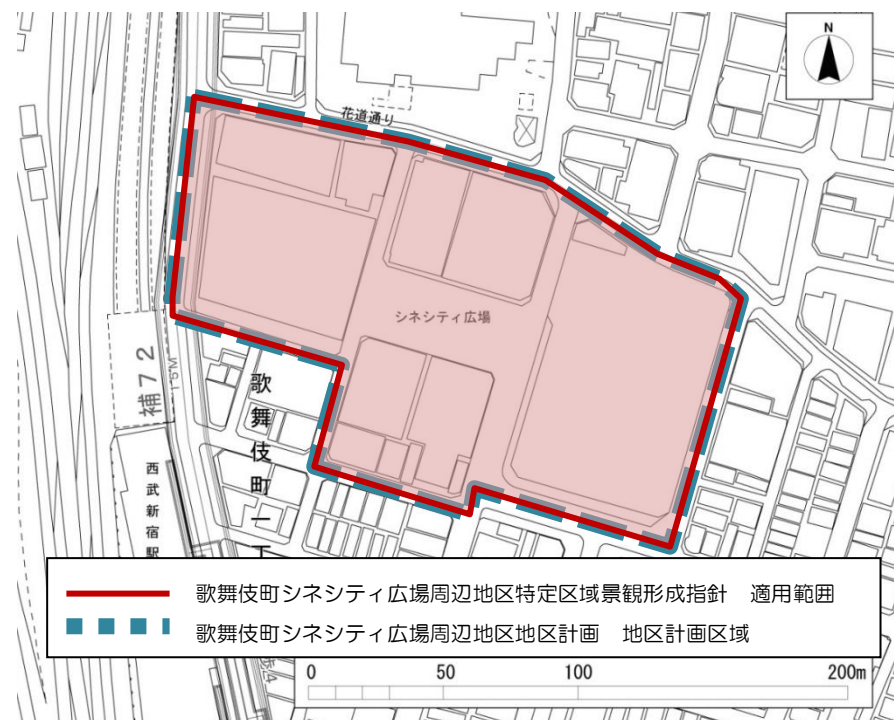 N
花道通り
シネシティ広場
補72
15M
歌舞伎町一丁
西武新宿駅
歌舞伎町シネシティ広場周辺地区特定区域景観形成指針 適用範囲
歌舞伎町シネシティ広場周辺地区地区計画 地区計画区域
0 50 100 200m